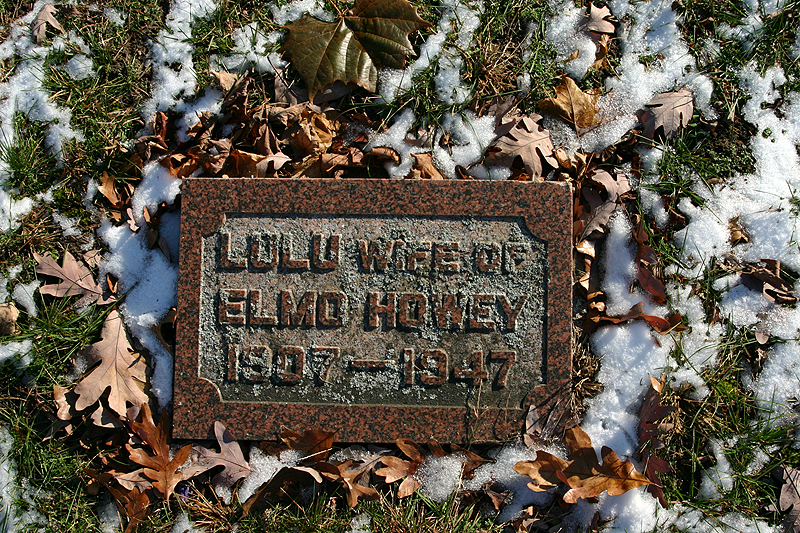 LULU WIFE OF
ELMO HOWEY
1907—1947